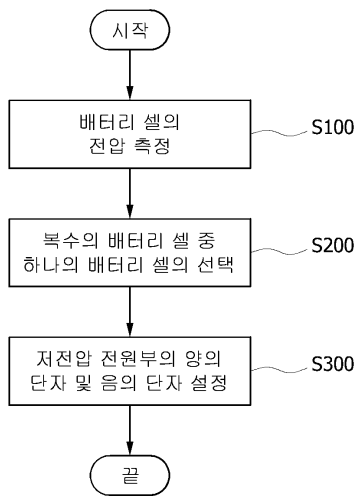 시작
배터리 셀의
전압 측정
S100
복수의 배터리 셀 중
하나의 배터리 셀의 선택
S200
저전압 전원부의 양의
단자 및 음의 단자 설정
S300
끝